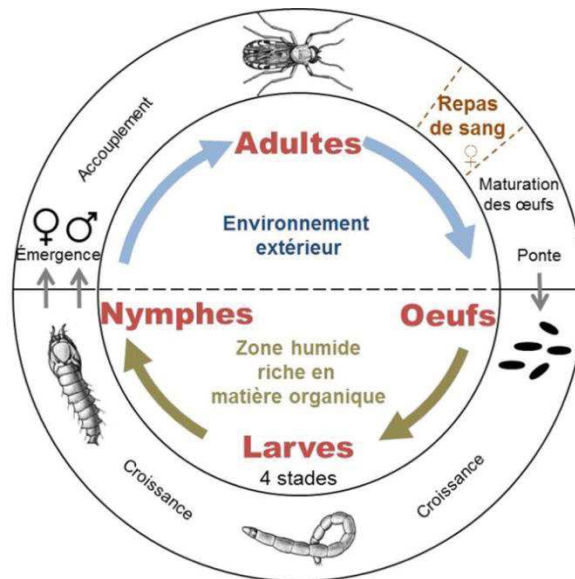 Accouplement
Repas
de sang
♀
Adultes
Maturation
des œufs
Environnement
extérieur
♀ ♂
Émergence
Ponte
Nymphes
Oeufs
Zone humide
riche en
matière organique
Larves
4 stades
Croissance
Croissance